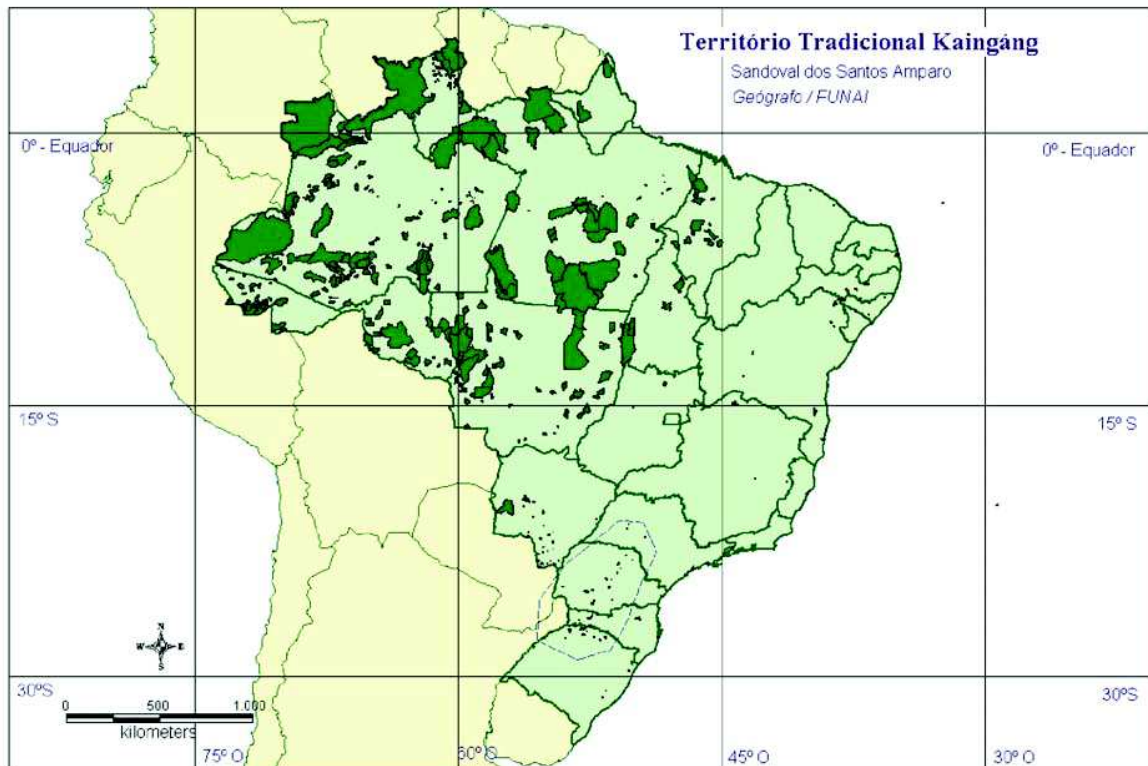 Território Tradicional Kaingáng
Sandoval dos Santos Amparo
Geógrafo / FUNAI
0º - Equador
0º - Equador
15º S
15º S
N
W E
S
30ºS
30ºS
0 500 1.000
kilometers
75º O
60º O
45º O
30º O